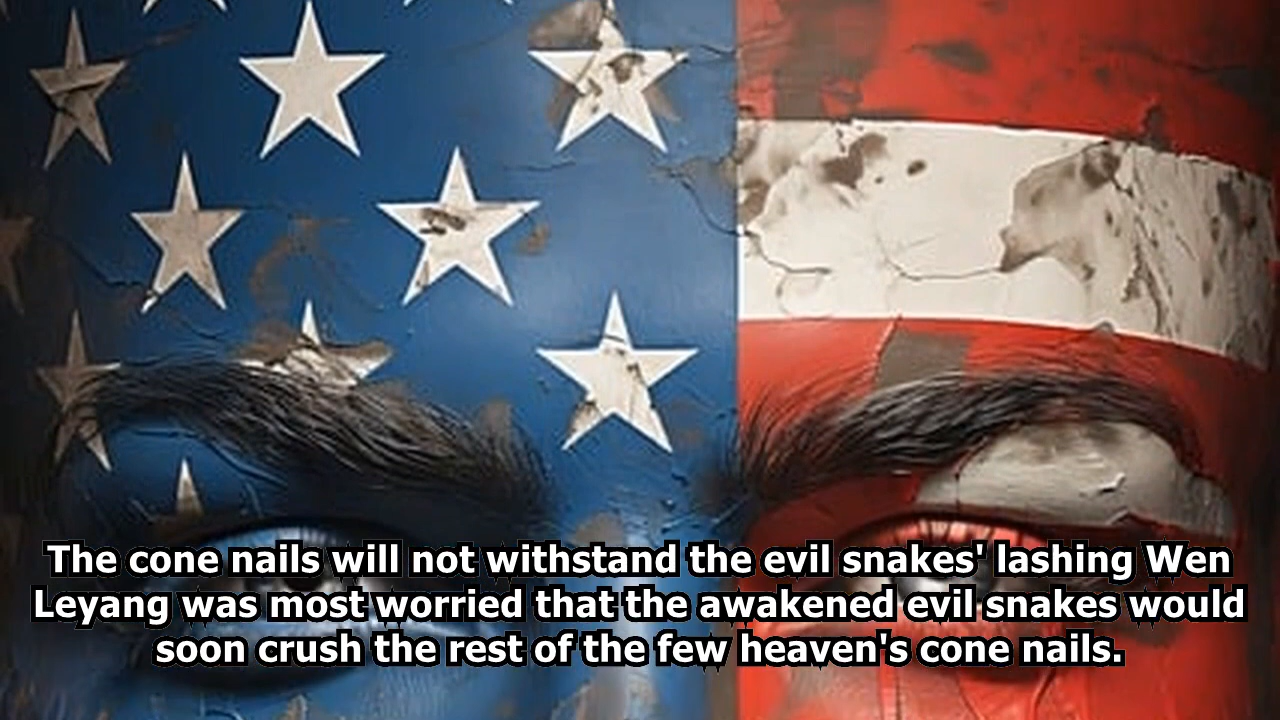 The cone nails will not withstand the evil snakes' lashing Wen
Leyang was most worried that the awakened evil snakes would
soon crush the rest of the few heaven's cone nails.